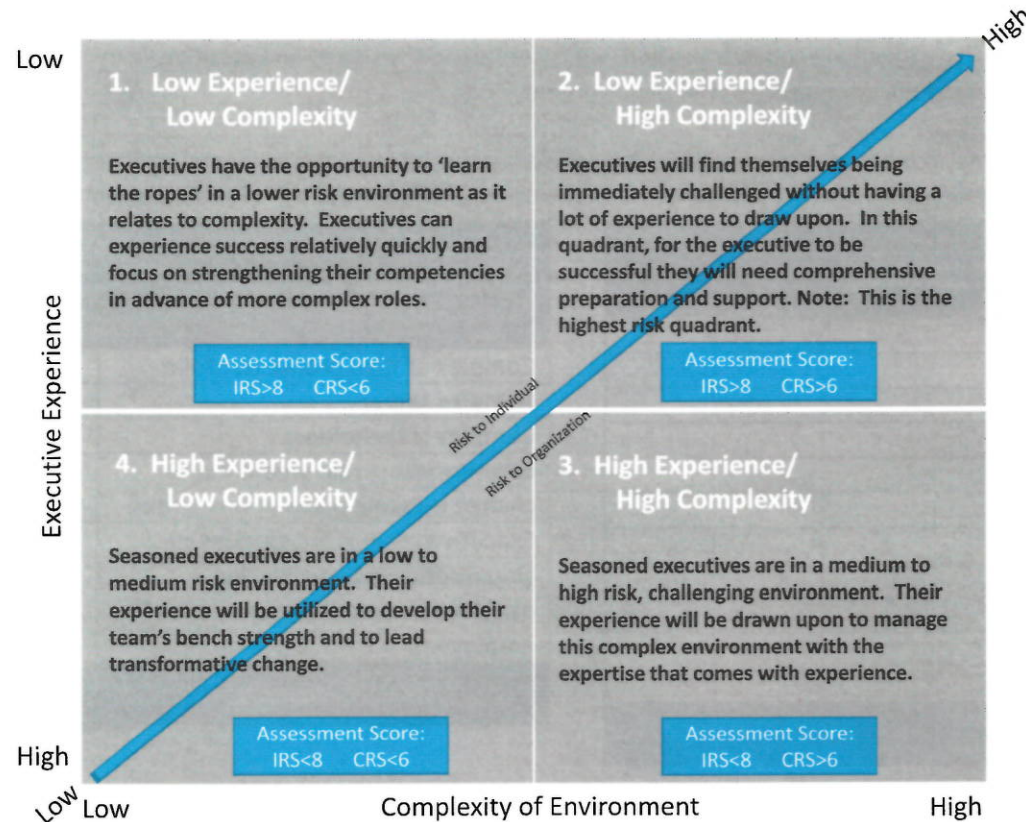 High
Low
1. Low Experience/
Low Complexity
Executives have the opportunity to ‘learn
the ropes’ in a lower risk environment as it
relates to complexity.  Executives can
experience success relatively quickly and
focus on strengthening their competencies
in advance of more complex roles.
Assessment Score:
IRS>8 CRS<6
2. Low Experience/
High Complexity
Executives will find themselves being
immediately challenged without having a
lot of experience to draw upon.  In this
quadrant, for the executive to be
successful they will need comprehensive
preparation and support. Note:  This is the
highest risk quadrant.
Assessment Score:
IRS>8 CRS>6
Executive Experience
Risk to Individual
Risk to Organization
4. High Experience/
Low Complexity
Seasoned executives are in a low to
medium risk environment.  Their
experience will be utilized to develop their
team’s bench strength and to lead
transformative change.
Assessment Score:
IRS<8 CRS<6
3. High Experience/
High Complexity
Seasoned executives are in a medium to
high risk, challenging environment.  Their
experience will be drawn upon to manage
this complex environment with the
expertise that comes with experience.
Assessment Score:
IRS<8 CRS>6
High
Low
Low
Complexity of Environment
High